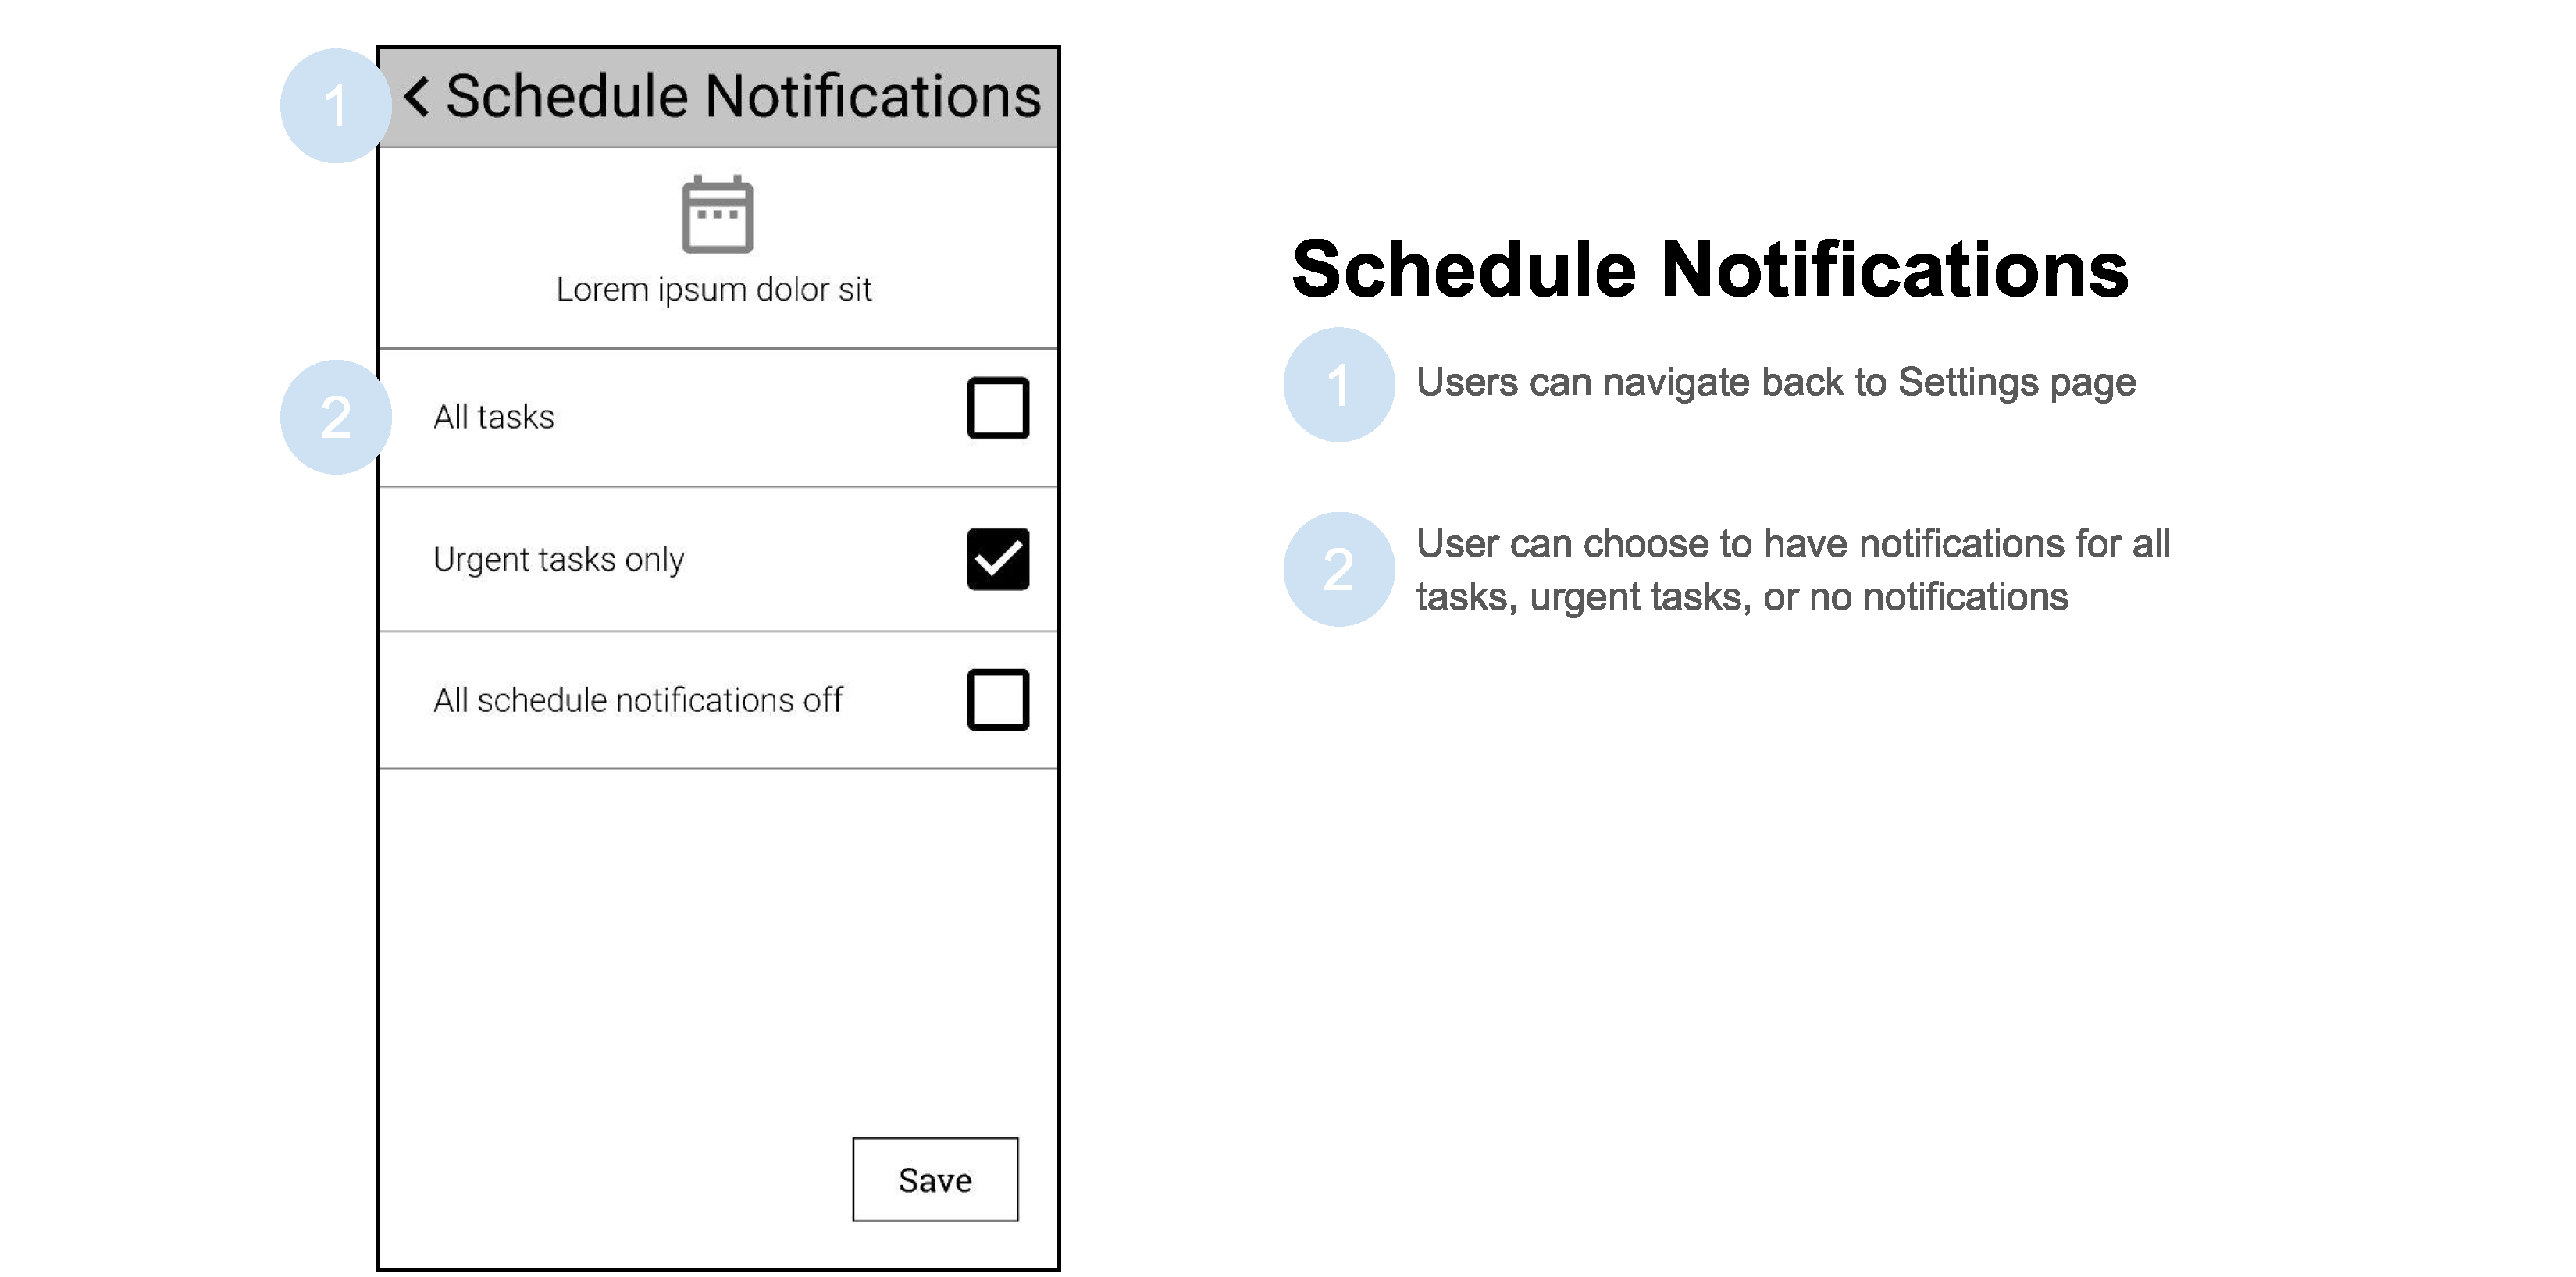 1
Schedule Notifications
Lorem ipsum dolor sit
2
All tasks
Urgent tasks only
All schedule notifications off
Save
Schedule Notifications
1
Users can navigate back to Settings page
2
User can choose to have notifications for all
tasks, urgent tasks, or no notifications